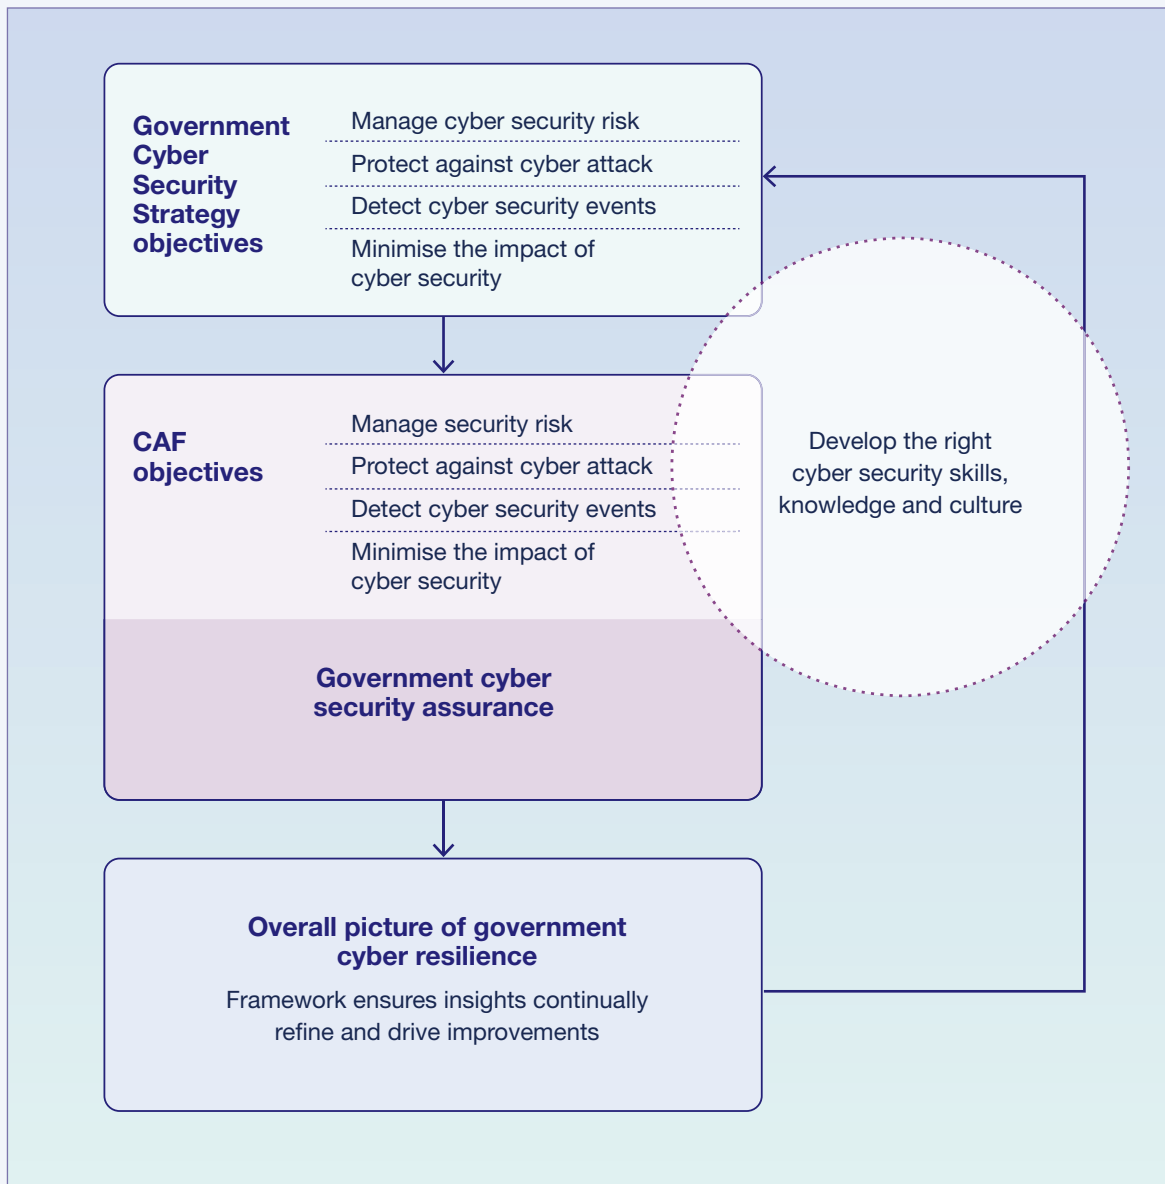 Government
Cyber
Security
Strategy
objectives
Manage cyber security risk
Protect against cyber attack
Detect cyber security events
Minimise the impact of
cyber security
CAF
objectives
Manage security risk
Protect against cyber attack
Detect cyber security events
Minimise the impact of
cyber security
Develop the right
cyber security skills,
knowledge and culture
Government cyber
security assurance
Overall picture of government
cyber resilience
Framework ensures insights continually
refine and drive improvements